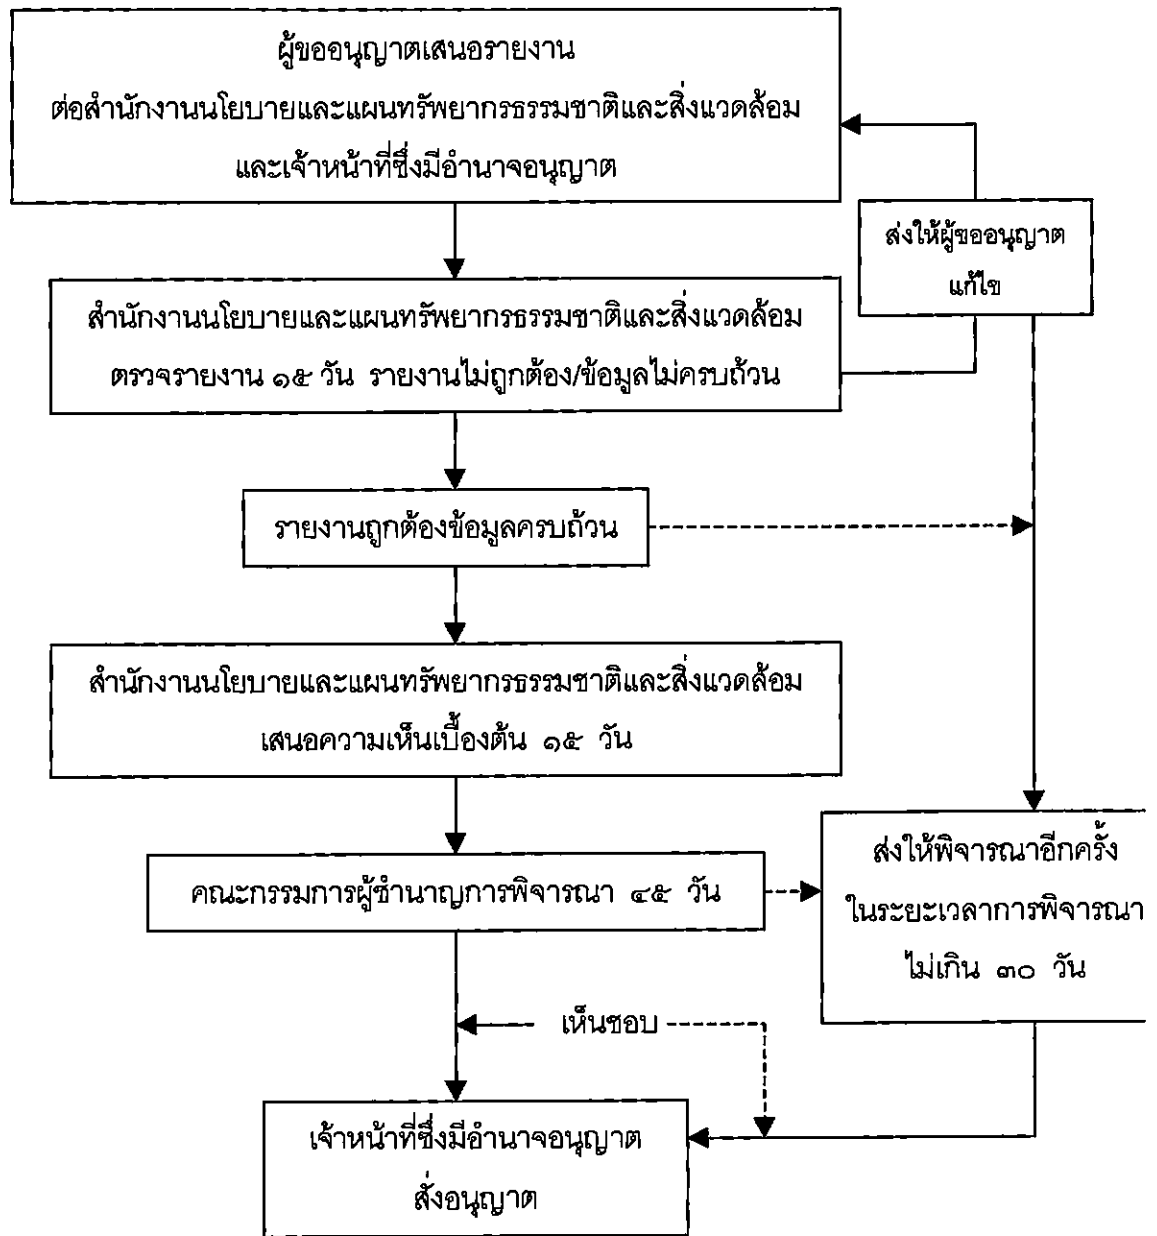 ผู้ขออนุญาตเสนอรายงาน
ต่อสำนักงานนโยบายและแผนทรัพยากรธรรมชาติและสิ่งแวดล้อม
และเจ้าหน้าที่ซึ่งมีอำนาจอนุญาต
ส่งให้ผู้ขออนุญาต
แก้ไข
สำนักงานนโยบายและแผนทรัพยากรธรรมชาติและสิ่งแวดล้อม
ตรวจรายงาน ๑๕ วัน รายงานไม่ถูกต้อง/ข้อมูลไม่ครบถ้วน
รายงานถูกต้องข้อมูลครบถ้วน
สำนักงานนโยบายและแผนทรัพยากรธรรมชาติและสิ่งแวดล้อม
เสนอความเห็นเบื้องต้น ๑๕ วัน
คณะกรรมการผู้ชำนาญการพิจารณา ๔๕ วัน
ส่งให้พิจารณาอีกครั้ง
ในระยะเวลาการพิจารณา
ไม่เกิน ๓๐ วัน
เห็นชอบ
เจ้าหน้าที่ซึ่งมีอำนาจอนุญาต
สั่งอนุญาต